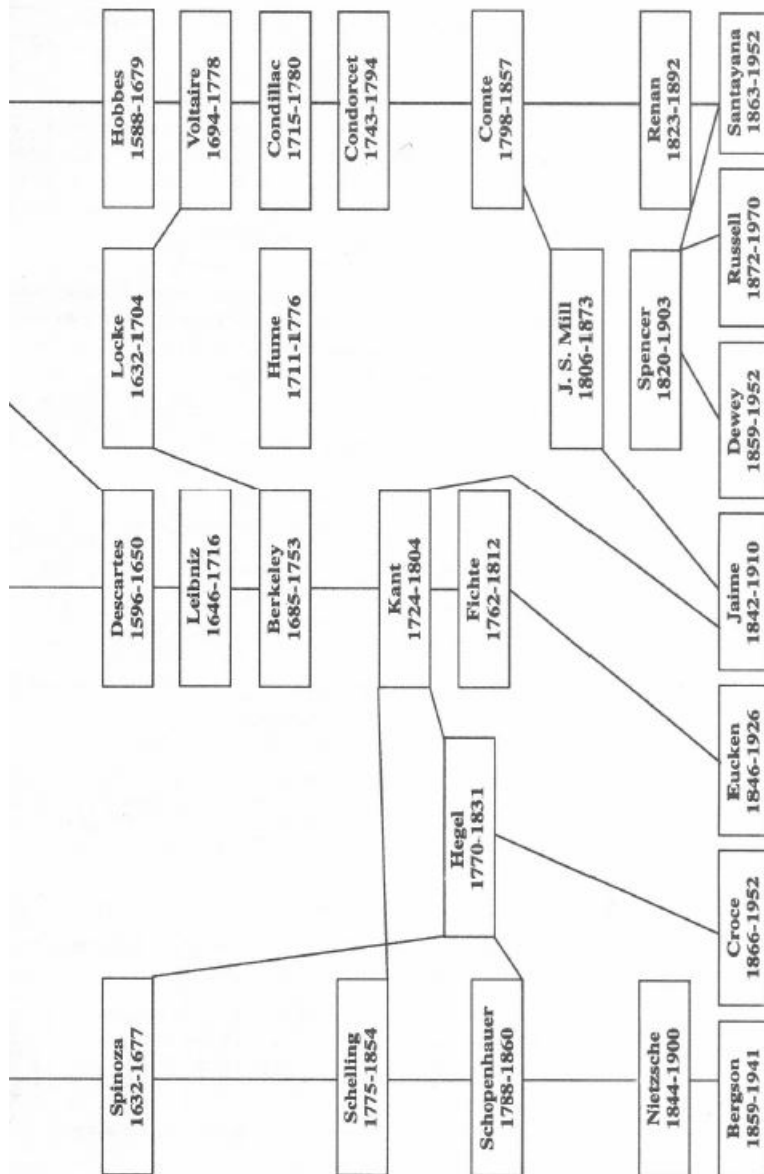 Spinoza
1632-1677
Descartes
1596-1650
Locke
1632-1704
Hobbes
1588-1679
Leibniz
1646-1716
Voltaire
1694-1778
Berkeley
1685-1753
Hume
1711-1776
Condillac
1715-1780
Schelling
1775-1854
Condorcet
1743-1794
Kant
1724-1804
Hegel
1770-1831
Fichte
1762-1812
Schopenhauer
1788-1860
Comte
1798-1857
J. S. Mill
1806-1873
Spencer
1820-1903
Nietzsche
1844-1900
Renan
1823-1892
Bergson
1859-1941
Croce
1866-1952
Eucken
1846-1926
Jaime
1842-1910
Dewey
1859-1952
Russell
1872-1970
Santayana
1863-1952